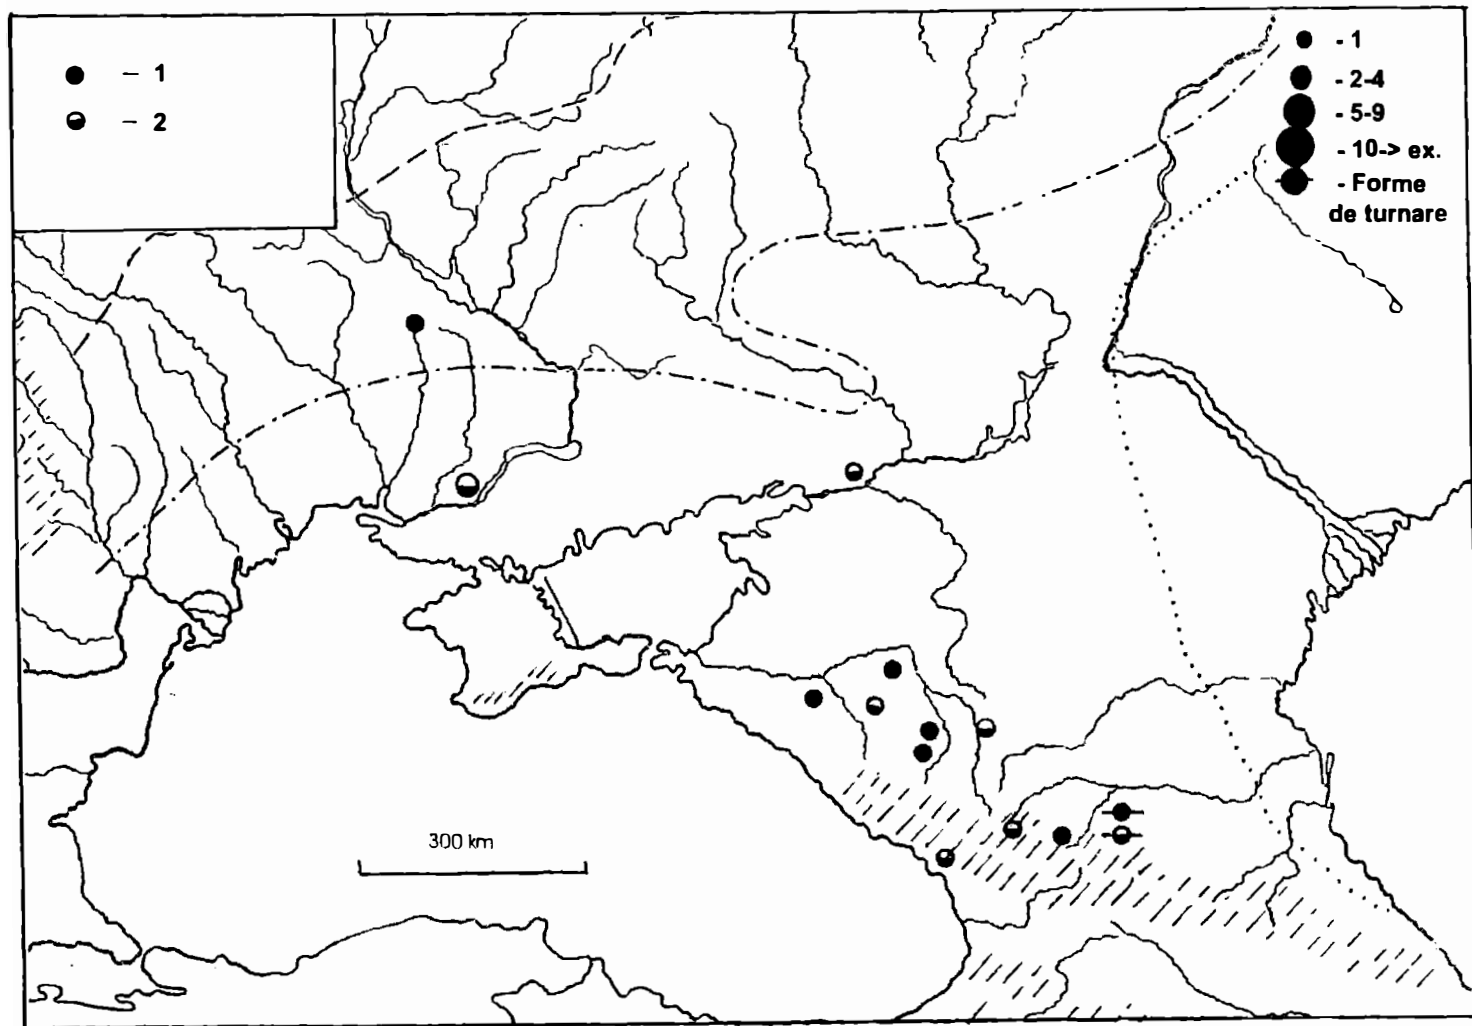 – 1
– 2
- 1
- 2-4
- 5-9
- 10-> ex.
- Forme
de turnare
300 km